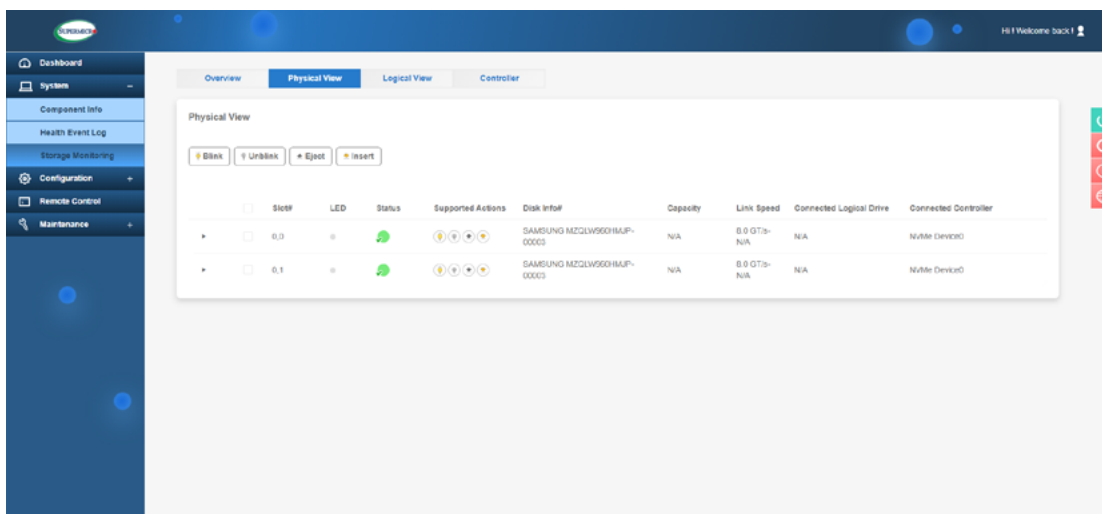 SUPERMICR
Hi ! Welcome back !
Dashboard
System −
Component Info
Health Event Log
Storage Monitoring
Configuration +
Remote Control
Maintenance +
Overview Physical View Logical View Controller
Physical View
Blink Unblink Eject Insert
Slot# LED Status Supported Actions Disk Info# Capacity Link Speed Connected Logical Drive Connected Controller
0,0 SAMSUNG MZQLW960HMJP-00003 N/A 8.0 GT/s-N/A N/A NVMe Device0
0,1 SAMSUNG MZQLW960HMJP-00003 N/A 8.0 GT/s-N/A N/A NVMe Device0